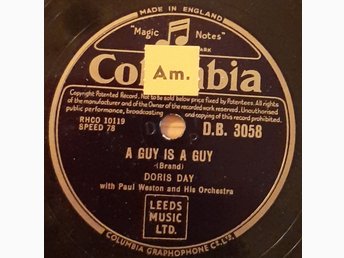 MADE IN ENGLAND
"Magic Notes"
MARK
Columbia
Am.
Copyright Patented Record. Not to be sold below price fixed by Patentees. All rights
of the manufacturer and of the Owner of the recorded work reserved. Unauthorised
public performance, broadcasting and copying of this record prohibited.
RHCO 10119
SPEED 78
D.B. 3058
A GUY IS A GUY
(Brand)
DORIS DAY
with Paul Weston and His Orchestra
LEEDS
MUSIC
LTD.
COLUMBIA GRAPHOPHONE CO. LTD.